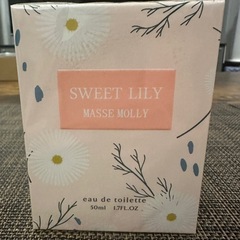 SWEET LILY
MASSE MOLLY
eau de toilette
50ml 1.7FL.OZ